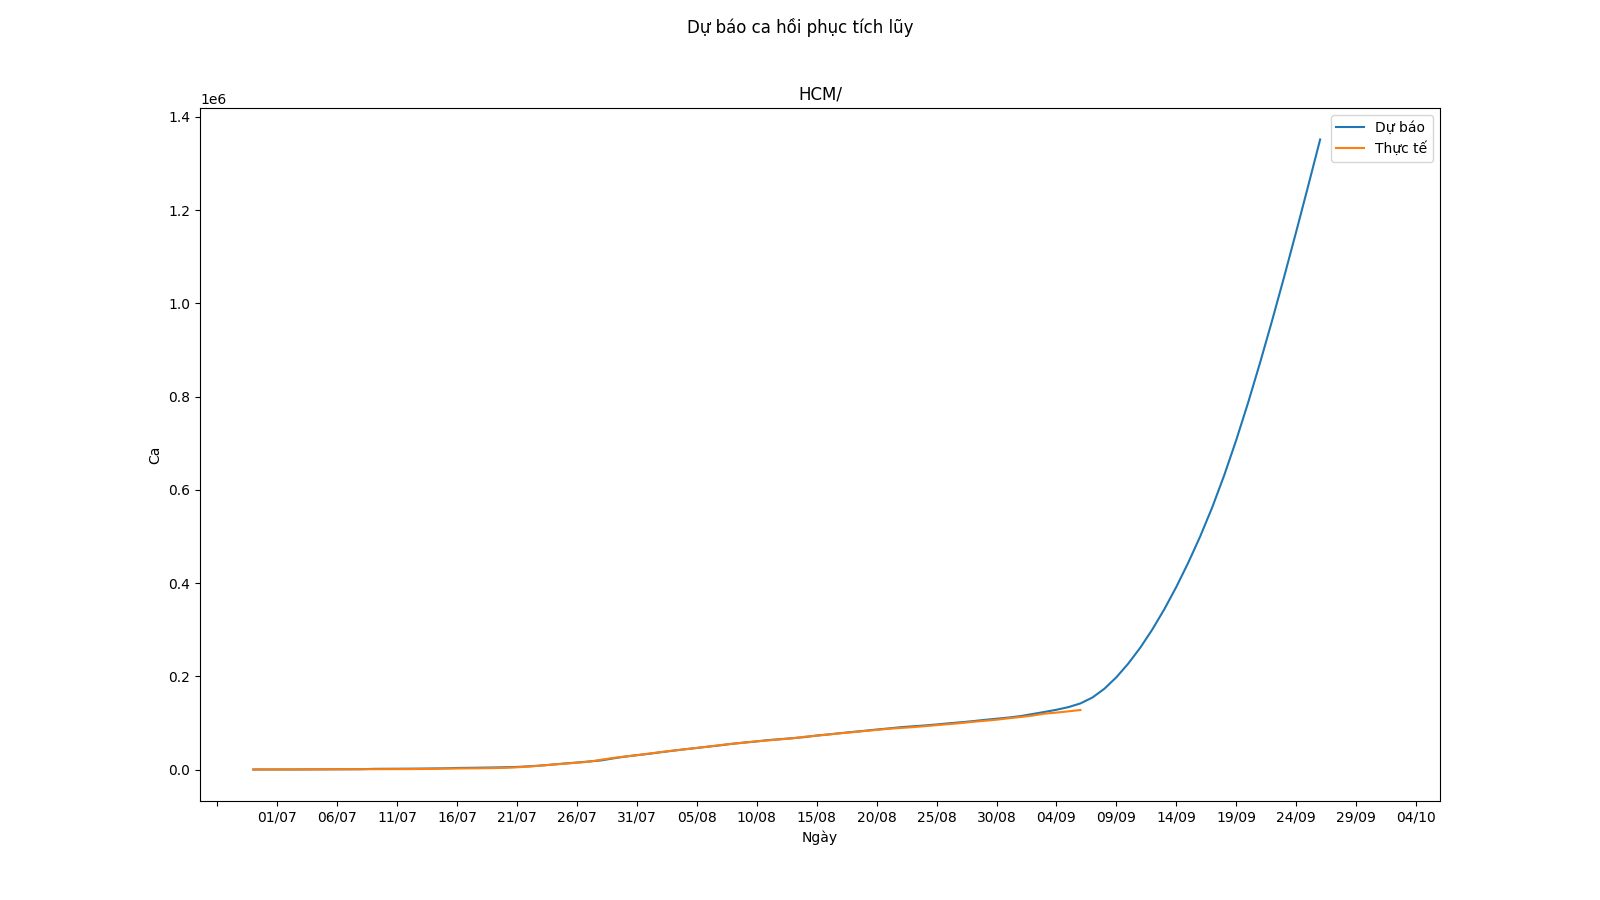 Dự báo ca hồi phục tích lũy
HCM/
1e6
1.4
1.2
1.0
0.8
0.6
0.4
0.2
0.0
Ca
Dự báo
Thực tế
01/07 06/07 11/07 16/07 21/07 26/07 31/07 05/08 10/08 15/08 20/08 25/08 30/08 04/09 09/09 14/09 19/09 24/09 29/09 04/10
Ngày